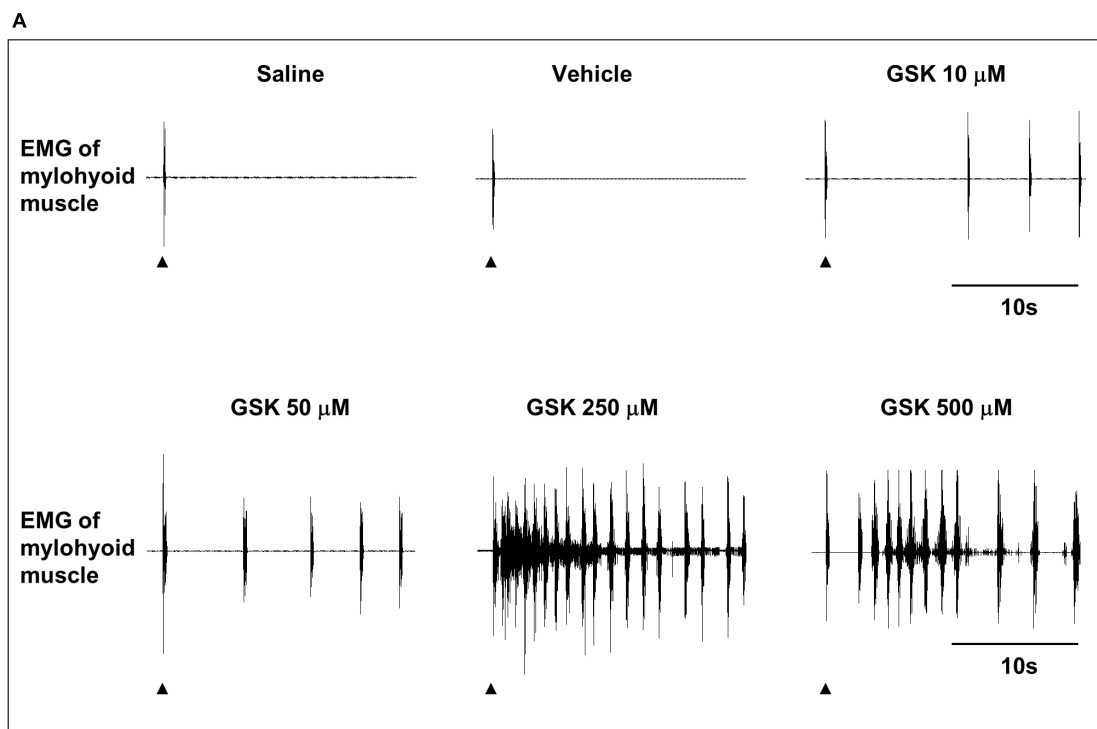 A
Saline
Vehicle
GSK 10 μM
EMG of
mylohyoid
muscle
10s
GSK 50 μM
GSK 250 μM
GSK 500 μM
EMG of
mylohyoid
muscle
10s